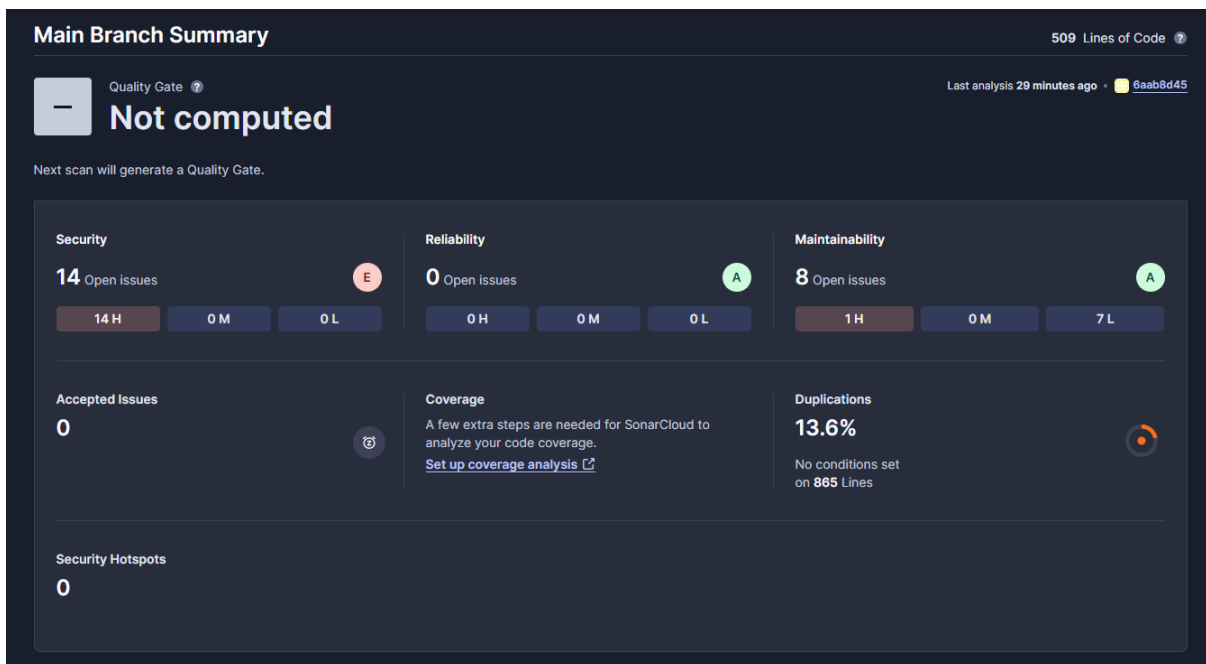 Main Branch Summary
509 Lines of Code ?
Quality Gate ?
Not computed
Last analysis 29 minutes ago • 6aab8d45
Next scan will generate a Quality Gate.
Security
14 Open issues
E
14 H
0 M
0 L
Reliability
0 Open issues
A
0 H
0 M
0 L
Maintainability
8 Open issues
A
1 H
0 M
7 L
Accepted Issues
0
Coverage
A few extra steps are needed for SonarCloud to
analyze your code coverage.
Set up coverage analysis
Duplications
13.6%
No conditions set
on 865 Lines
Security Hotspots
0